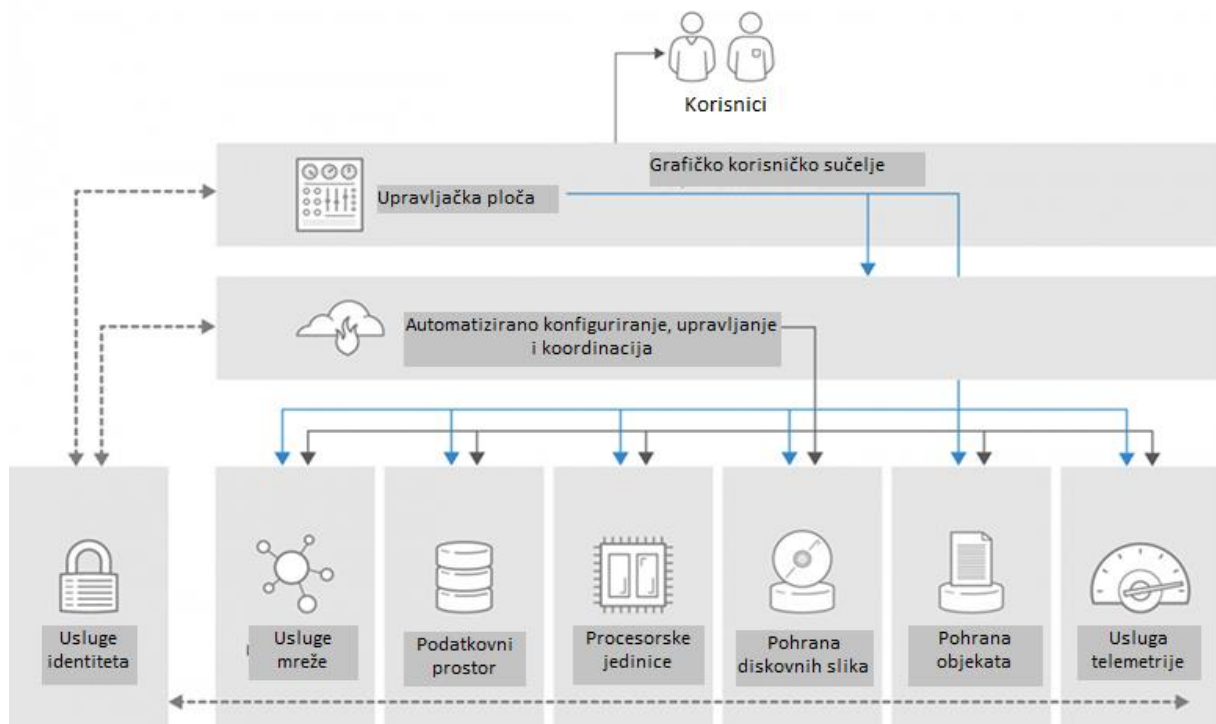 Korisnici
Grafičko korisničko sučelje
Upravljačka ploča
Automatizirano konfiguriranje, upravljanje
i koordinacija
Usluge
identiteta
Usluge
mreže
Podatkovni
prostor
Procesorske
jedinice
Pohrana
diskovnih slika
Pohrana
objekata
Usluga
telemetrije